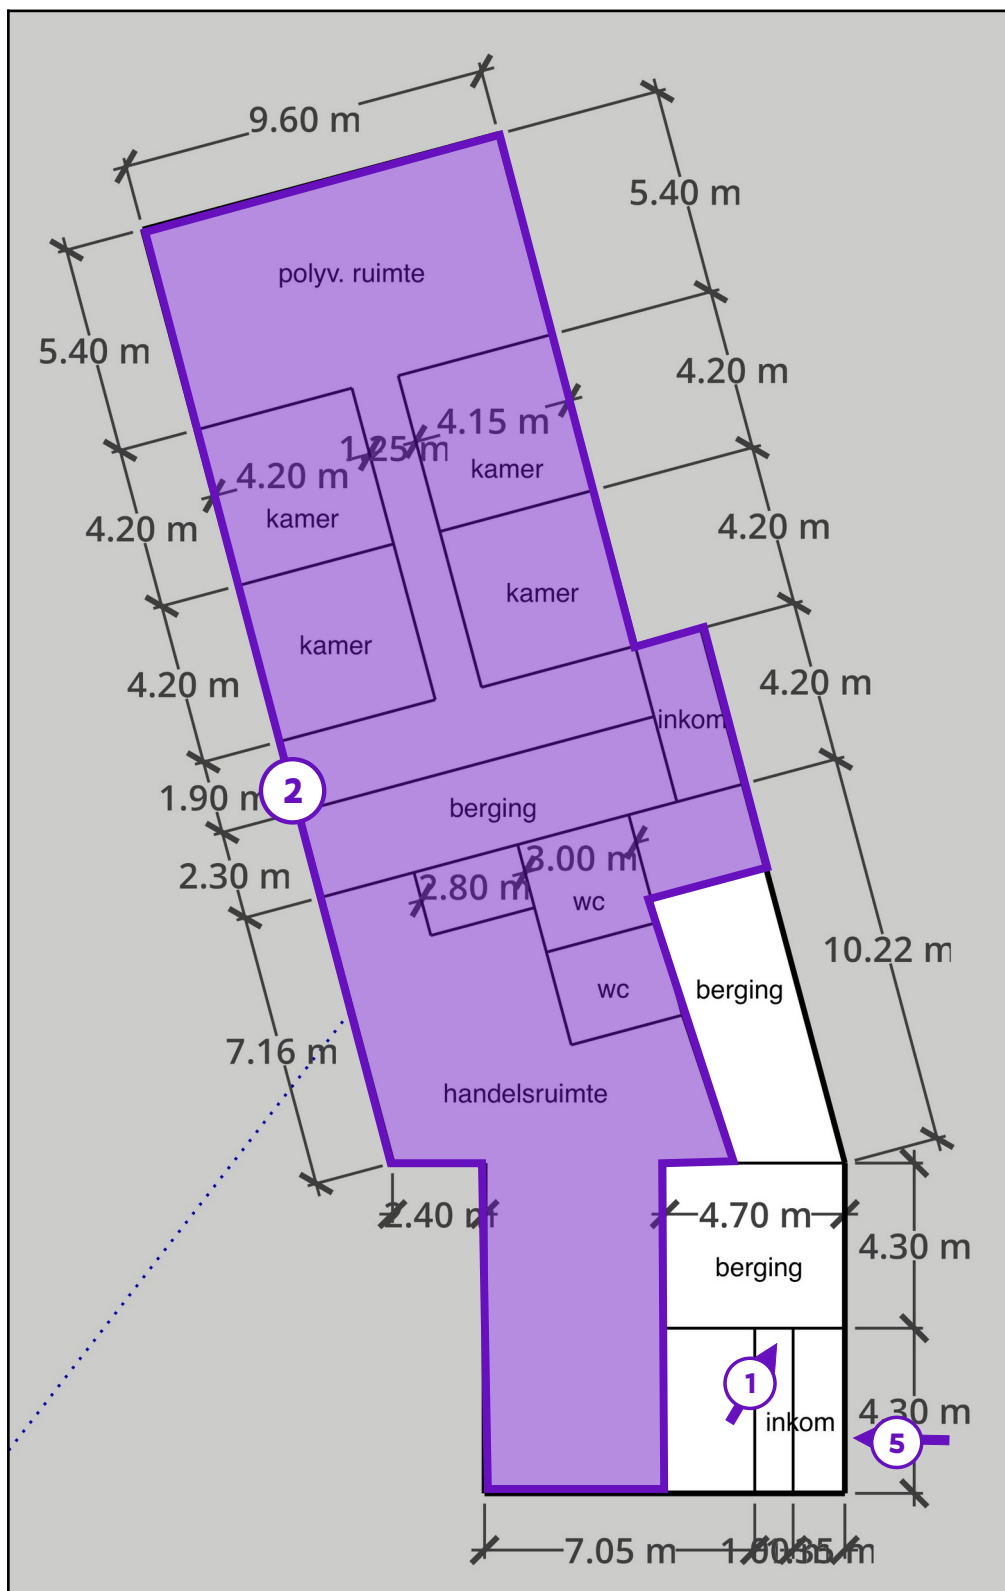 9.60 m
5.40 m
polyv. ruimte
5.40 m
4.20 m
4.15 m
1.25 m
kamer
4.20 m
kamer
4.20 m
4.20 m
kamer
kamer
4.20 m
4.20 m
inkom
2
1.90 m
berging
3.00 m
2.30 m
2.80 m
wc
10.22 m
wc
berging
7.16 m
handelsruimte
2.40 m
4.70 m
4.30 m
berging
1
4.30 m
inkom
5
7.05 m